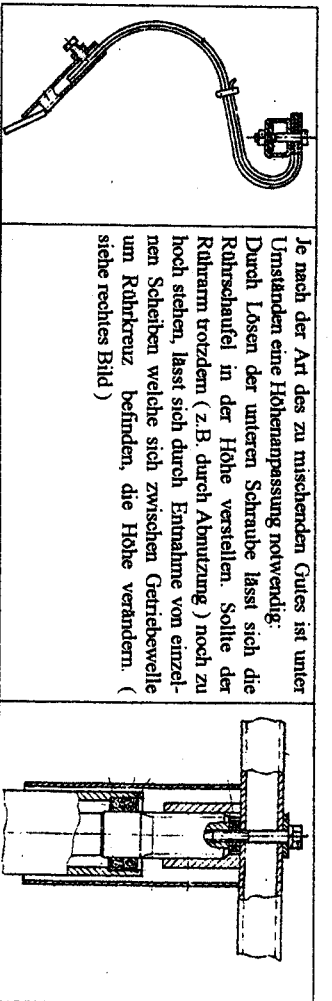 Je nach der Art des zu mischenden Gutes ist unter
Umständen eine Höhenanpassung notwendig:
Durch Lösen der unteren Schraube lässt sich die
Rührschaufel in der Höhe verstellen. Sollte der
Rührarm trotzdem ( z.B. durch Abnutzung ) noch zu
hoch stehen, lässt sich durch Entnahme von einzel-
nen Scheiben welche sich zwischen Getriebewelle
um Rührkreuz befinden, die Höhe verändern. (
siehe rechtes Bild )